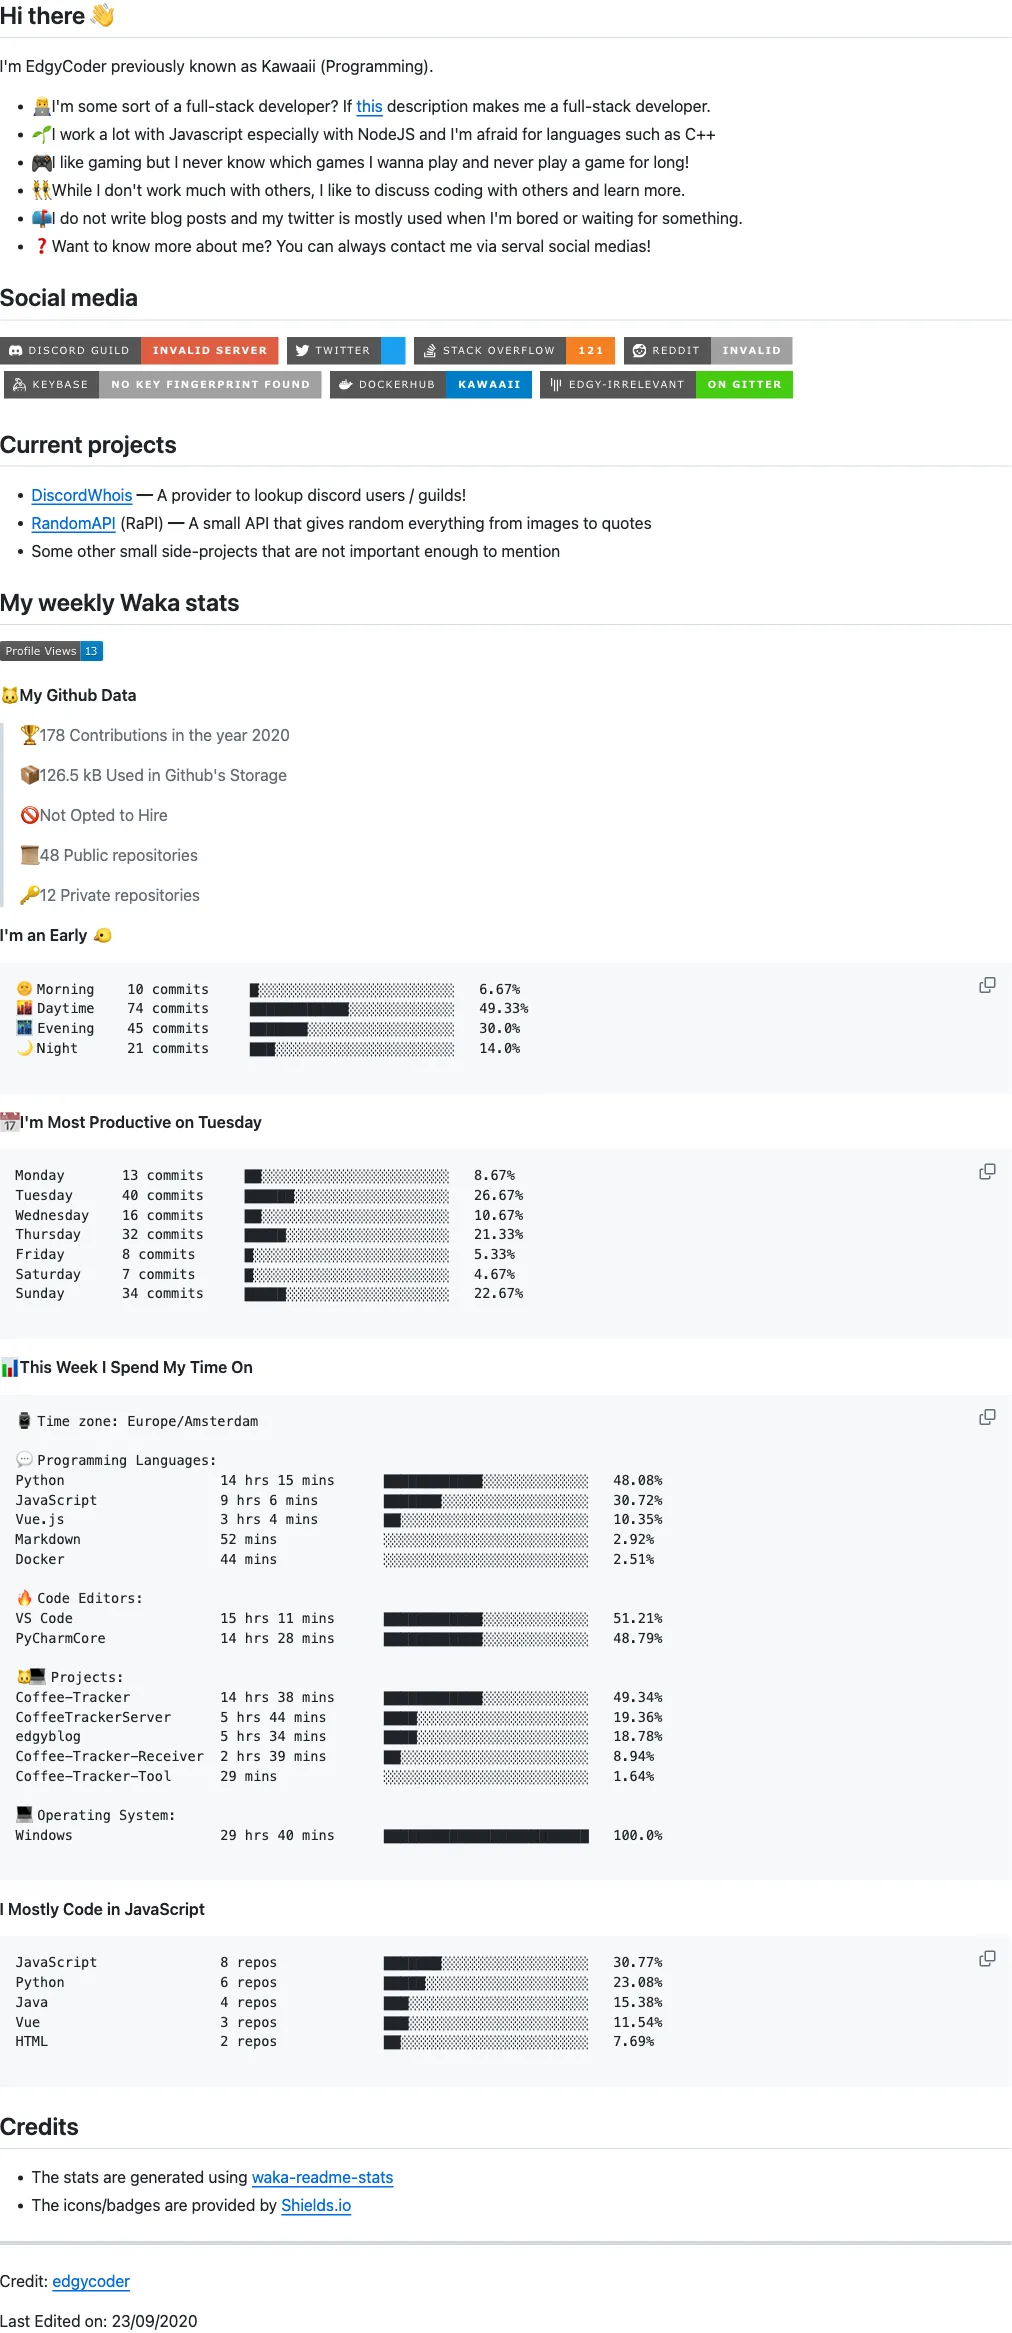 Hi there 👋
I'm EdgyCoder previously known as Kawaaii (Programming).
I'm some sort of a full-stack developer? If this description makes me a full-stack developer.
I work a lot with Javascript especially with NodeJS and I'm afraid for languages such as C++
I like gaming but I never know which games I wanna play and never play a game for long!
While I don't work much with others, I like to discuss coding with others and learn more.
I do not write blog posts and my twitter is mostly used when I'm bored or waiting for something.
❓ Want to know more about me? You can always contact me via serval social medias!
Social media
DISCORD GUILD INVALID SERVER TWITTER STACK OVERFLOW 121 REDDIT INVALID
KEYBASE NO KEY FINGERPRINT FOUND DOCKERHUB KAWAAII EDGY-IRRELEVANT ON GITTER
Current projects
DiscordWhois — A provider to lookup discord users / guilds!
RandomAPI (RaPI) — A small API that gives random everything from images to quotes
Some other small side-projects that are not important enough to mention
My weekly Waka stats
Profile Views 13
My Github Data
178 Contributions in the year 2020
126.5 kB Used in Github's Storage
Not Opted to Hire
48 Public repositories
12 Private repositories
I'm an Early 🐤
Morning 10 commits 6.67%
Daytime 74 commits 49.33%
Evening 45 commits 30.0%
Night 21 commits 14.0%
I'm Most Productive on Tuesday
Monday 13 commits 8.67%
Tuesday 40 commits 26.67%
Wednesday 16 commits 10.67%
Thursday 32 commits 21.33%
Friday 8 commits 5.33%
Saturday 7 commits 4.67%
Sunday 34 commits 22.67%
This Week I Spend My Time On
Time zone: Europe/Amsterdam
Programming Languages:
Python 14 hrs 15 mins 48.08%
JavaScript 9 hrs 6 mins 30.72%
Vue.js 3 hrs 4 mins 10.35%
Markdown 52 mins 2.92%
Docker 44 mins 2.51%
Code Editors:
VS Code 15 hrs 11 mins 51.21%
PyCharmCore 14 hrs 28 mins 48.79%
Projects:
Coffee-Tracker 14 hrs 38 mins 49.34%
CoffeeTrackerServer 5 hrs 44 mins 19.36%
edgyblog 5 hrs 34 mins 18.78%
Coffee-Tracker-Receiver 2 hrs 39 mins 8.94%
Coffee-Tracker-Tool 29 mins 1.64%
Operating System:
Windows 29 hrs 40 mins 100.0%
I Mostly Code in JavaScript
JavaScript 8 repos 30.77%
Python 6 repos 23.08%
Java 4 repos 15.38%
Vue 3 repos 11.54%
HTML 2 repos 7.69%
Credits
The stats are generated using waka-readme-stats
The icons/badges are provided by Shields.io
Credit: edgycoder
Last Edited on: 23/09/2020